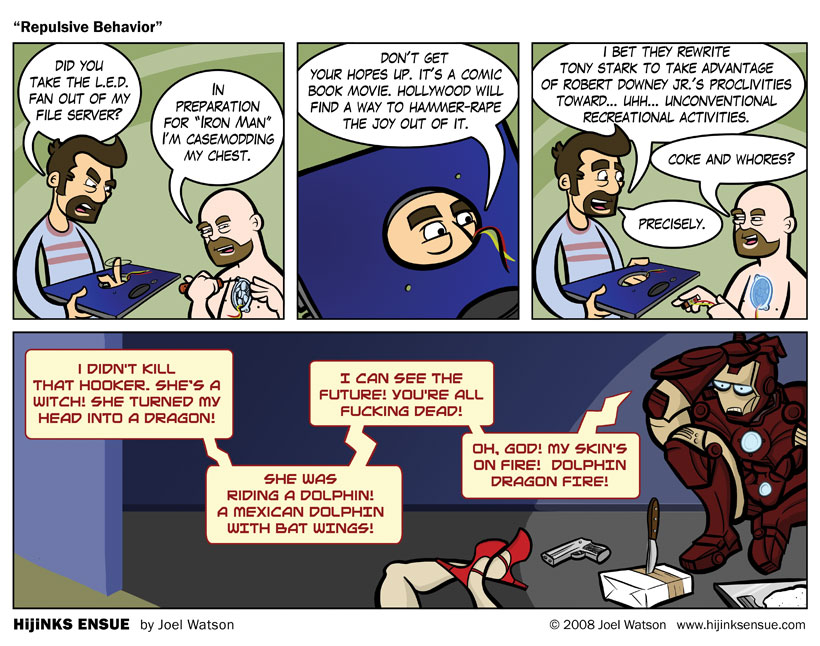 “Repulsive Behavior”
DID YOU
TAKE THE L.E.D.
FAN OUT OF MY
FILE SERVER?
IN
PREPARATION
FOR “IRON MAN”
I'M CASEMODDING
MY CHEST.
DON'T GET
YOUR HOPES UP. IT'S A COMIC
BOOK MOVIE. HOLLYWOOD WILL
FIND A WAY TO HAMMER-RAPE
THE JOY OUT OF IT.
I BET THEY REWRITE
TONY STARK TO TAKE ADVANTAGE
OF ROBERT DOWNEY JR.'S PROCLIVITIES
TOWARD... UHH... UNCONVENTIONAL
RECREATIONAL ACTIVITIES.
COKE AND WHORES?
PRECISELY.
I DIDN'T KILL
THAT HOOKER. SHE'S A
WITCH! SHE TURNED MY
HEAD INTO A DRAGON!
SHE WAS
RIDING A DOLPHIN!
A MEXICAN DOLPHIN
WITH BAT WINGS!
I CAN SEE THE
FUTURE! YOU'RE ALL
FUCKING DEAD!
OH, GOD! MY SKIN'S
ON FIRE! DOLPHIN
DRAGON FIRE!
HijiNKS ENSUE by Joel Watson
© 2008 Joel Watson www.hijinksensue.com